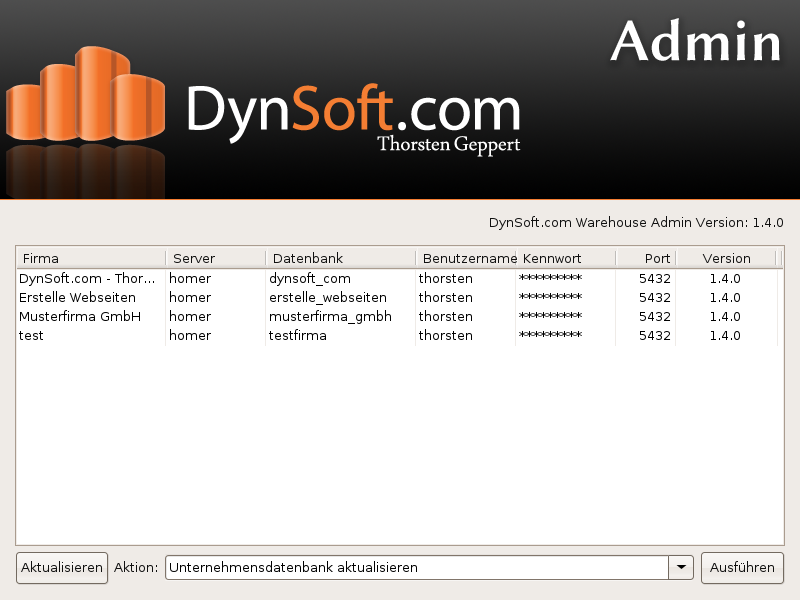 Admin
DynSoft.com
Thorsten Geppert
DynSoft.com Warehouse Admin Version: 1.4.0
Firma Server Datenbank Benutzername Kennwort Port Version
DynSoft.com - Thor... homer dynsoft_com thorsten ********** 5432 1.4.0
Erstelle Webseiten homer erstelle_webseiten thorsten ********** 5432 1.4.0
Musterfirma GmbH homer musterfirma_gmbh thorsten ********** 5432 1.4.0
test homer testfirma thorsten ********** 5432 1.4.0
Aktualisieren Aktion: Unternehmensdatenbank aktualisieren Ausführen